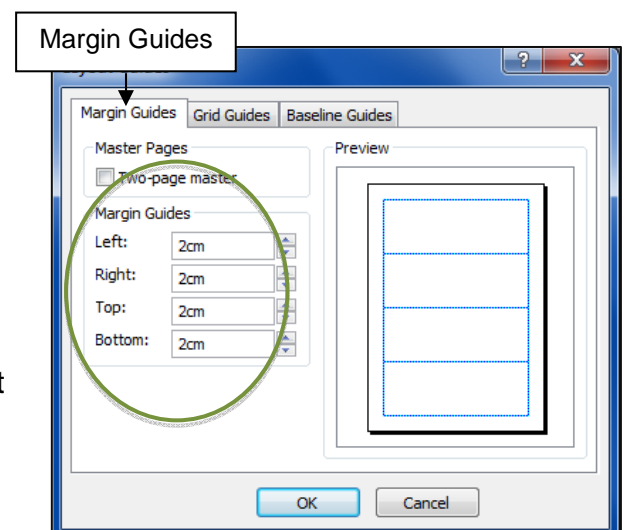 Margin Guides
? X
Margin Guides Grid Guides Baseline Guides
Master Pages
Two-page master
Margin Guides
Left: 2cm
Right: 2cm
Top: 2cm
Bottom: 2cm
Preview
t
OK Cancel